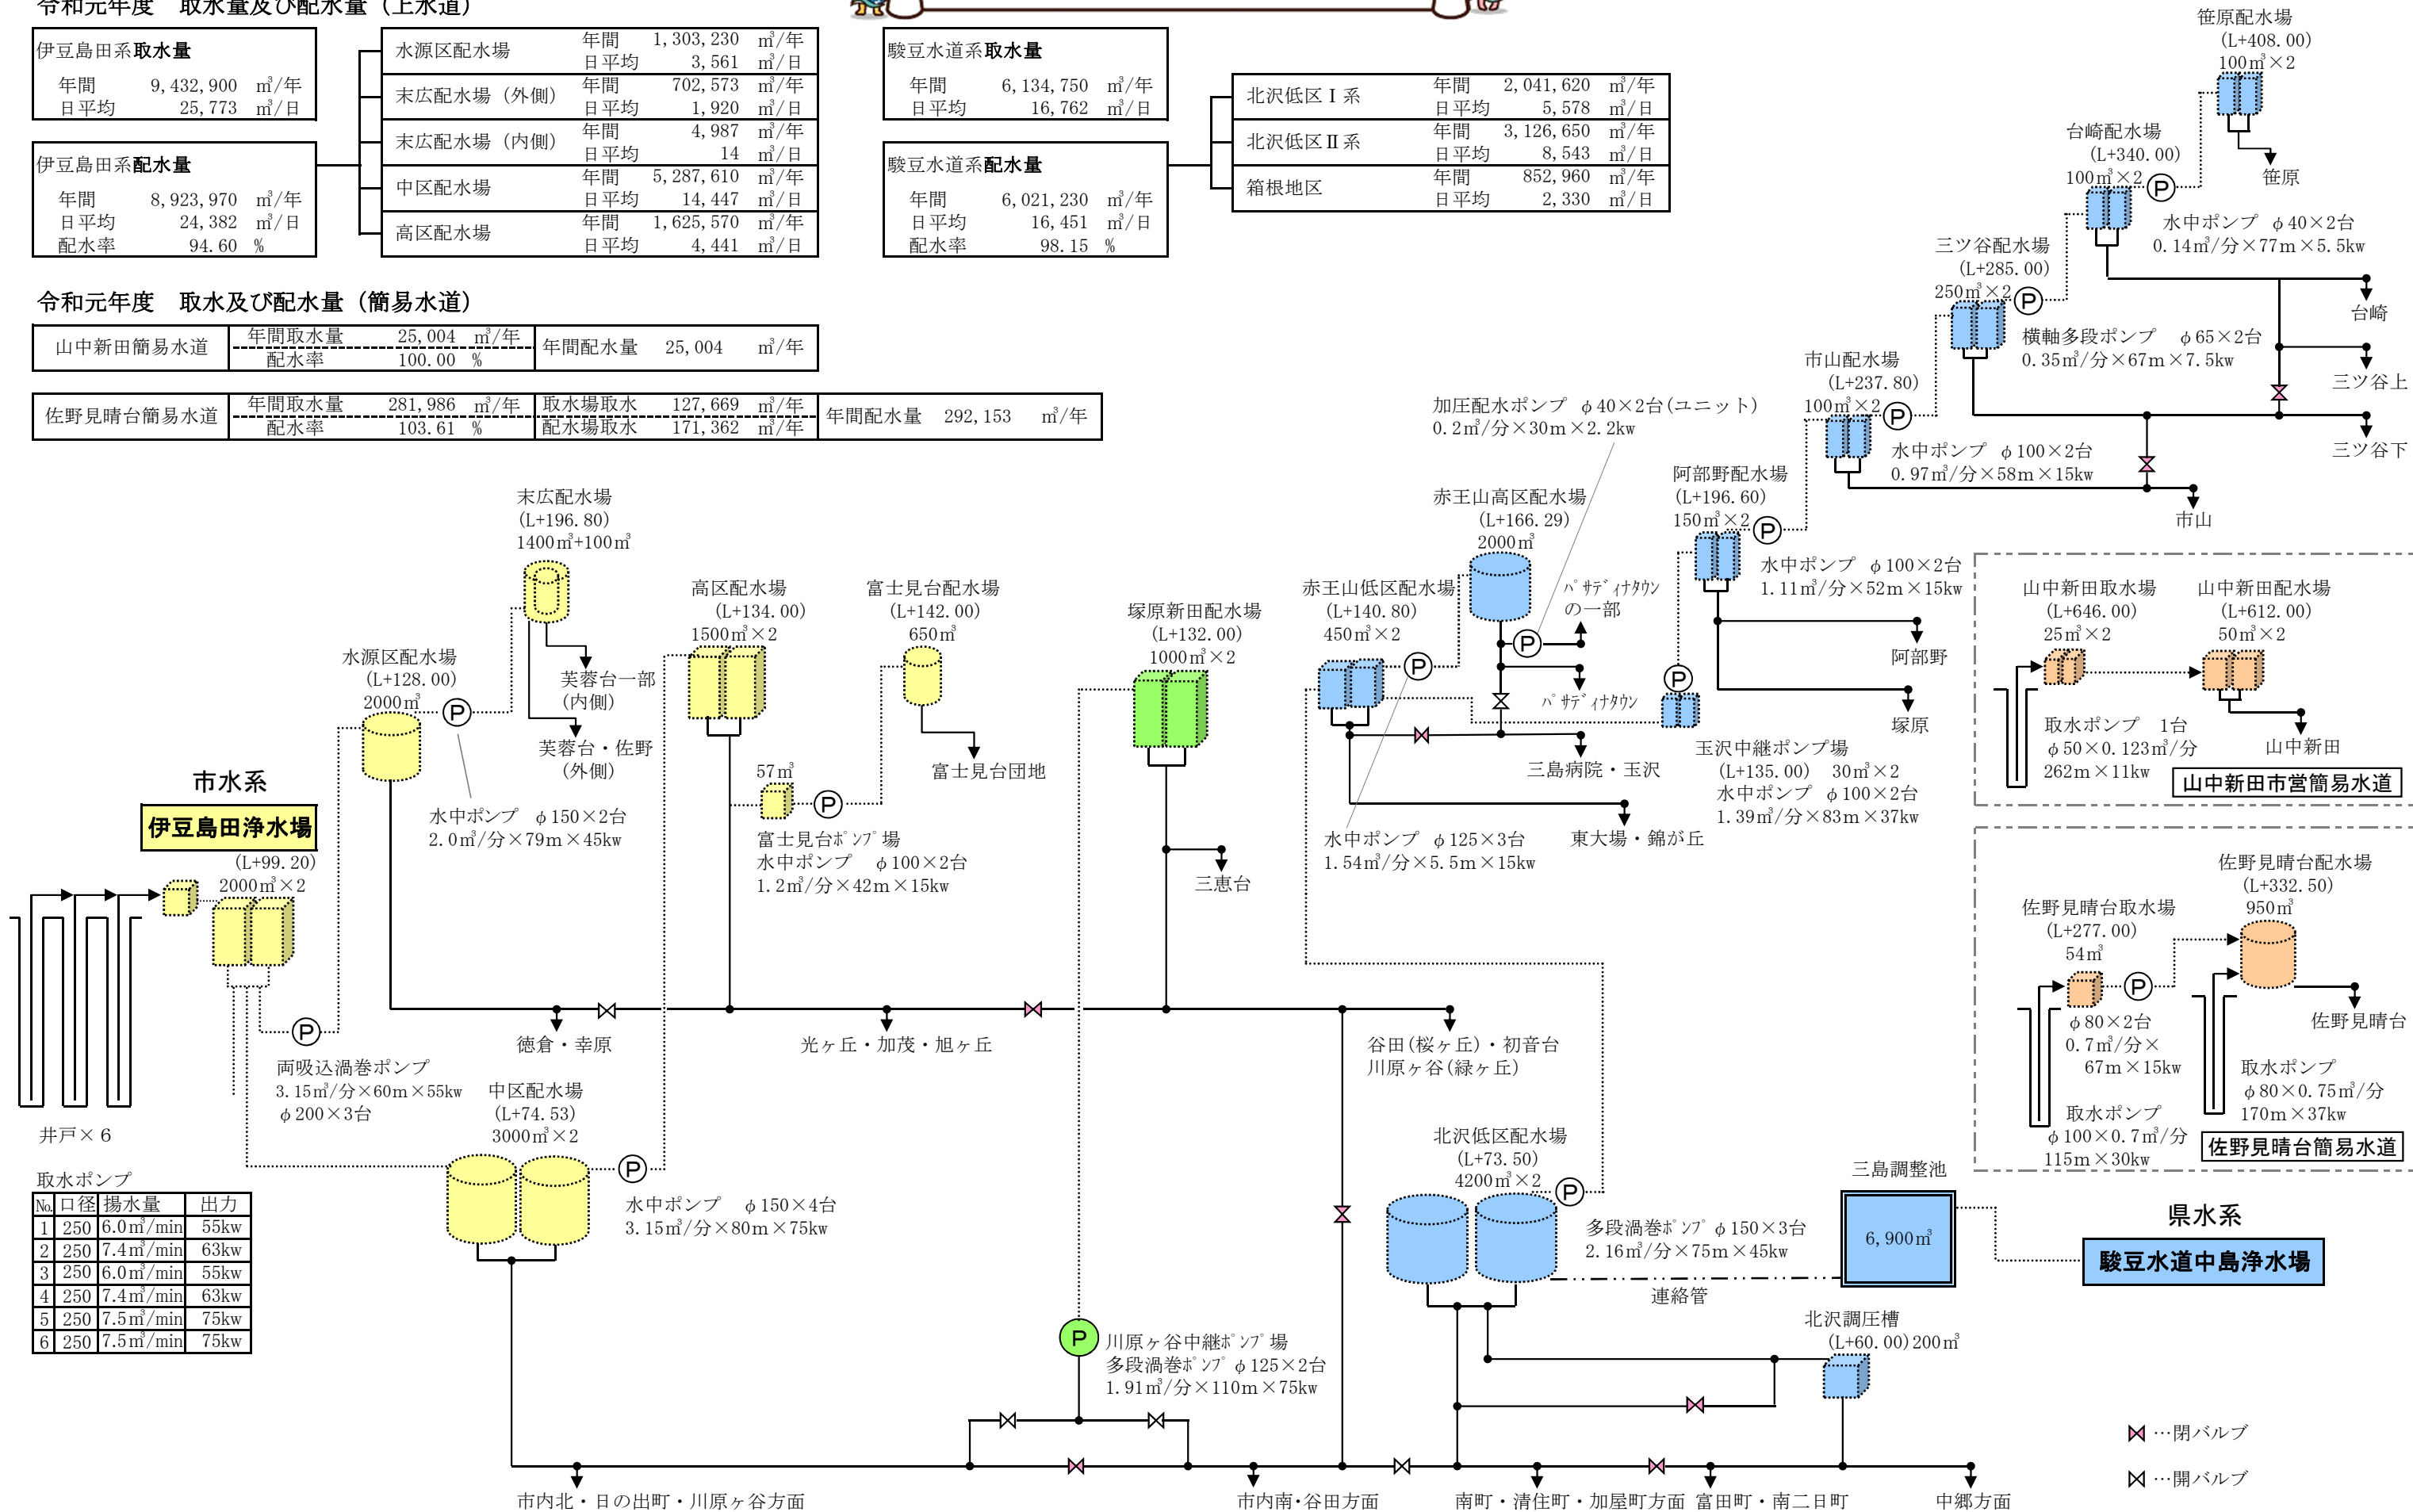 令和元年度　取水量及び配水量（上水道）
伊豆島田系取水量
年間　9,432,900　㎥/年
日平均　25,773　㎥/日
伊豆島田系配水量
年間　8,923,970　㎥/年
日平均　24,382　㎥/日
配水率　94.60　％
水源区配水場　年間　1,303,230　㎥/年
日平均　3,561　㎥/日
末広配水場（外側）　年間　702,573　㎥/年
日平均　1,920　㎥/日
末広配水場（内側）　年間　4,987　㎥/年
日平均　14　㎥/日
中区配水場　年間　5,287,610　㎥/年
日平均　14,447　㎥/日
高区配水場　年間　1,625,570　㎥/年
日平均　4,441　㎥/日
駿豆水道系取水量
年間　6,134,750　㎥/年
日平均　16,762　㎥/日
駿豆水道系配水量
年間　6,021,230　㎥/年
日平均　16,451　㎥/日
配水率　98.15　％
北沢低区Ⅰ系　年間　2,041,620　㎥/年
日平均　5,578　㎥/日
北沢低区Ⅱ系　年間　3,126,650　㎥/年
日平均　8,543　㎥/日
箱根地区　年間　852,960　㎥/年
日平均　2,330　㎥/日
令和元年度　取水及び配水量（簡易水道）
山中新田簡易水道　年間取水量　25,004　㎥/年　年間配水量　25,004　㎥/年
配水率　100.00　％
佐野見晴台簡易水道　年間取水量　281,986　㎥/年　取水場取水　127,669　㎥/年　年間配水量　292,153　㎥/年
配水率　103.61　％　配水場取水　171,362　㎥/年
笹原配水場
(L+408.00)
100㎥×2
笹原
台崎配水場
(L+340.00)
100㎥×2
P
水中ポンプ　φ40×2台
0.14㎥/分×77m×5.5kw
台崎
三ツ谷配水場
(L+285.00)
250㎥×2
P
横軸多段ポンプ　φ65×2台
0.35㎥/分×67m×7.5kw
三ツ谷上
三ツ谷下
市山配水場
(L+237.80)
100㎥×2
P
水中ポンプ　φ100×2台
0.97㎥/分×58m×15kw
市山
加圧配水ポンプ　φ40×2台(ユニット)
0.2㎥/分×30m×2.2kw
阿部野配水場
(L+196.60)
150㎥×2
P
水中ポンプ　φ100×2台
1.11㎥/分×52m×15kw
阿部野
塚原
赤王山高区配水場
(L+166.29)
2000㎥
P
ﾊﾟｻﾃﾞｨﾅﾀｳﾝ
の一部
ﾊﾟｻﾃﾞｨﾅﾀｳﾝ
赤王山低区配水場
(L+140.80)
450㎥×2
P
三島病院・玉沢
東大場・錦が丘
水中ポンプ　φ125×3台
1.54㎥/分×5.5m×15kw
P
玉沢中継ポンプ場
(L+135.00)　30㎥×2
水中ポンプ　φ100×2台
1.39㎥/分×83m×37kw
末広配水場
(L+196.80)
1400㎥+100㎥
芙蓉台一部
(内側)
芙蓉台・佐野
(外側)
水源区配水場
(L+128.00)
2000㎥
P
水中ポンプ　φ150×2台
2.0㎥/分×79m×45kw
高区配水場
(L+134.00)
1500㎥×2
富士見台配水場
(L+142.00)
650㎥
富士見台団地
57㎥
P
富士見台ﾎﾟﾝﾌﾟ場
水中ポンプ　φ100×2台
1.2㎥/分×42m×15kw
塚原新田配水場
(L+132.00)
1000㎥×2
三恵台
市水系
伊豆島田浄水場
(L+99.20)
2000㎥×2
井戸×６
P
両吸込渦巻ポンプ
3.15㎥/分×60m×55kw
φ200×3台
徳倉・幸原
光ヶ丘・加茂・旭ヶ丘
谷田(桜ヶ丘)・初音台
川原ヶ谷(緑ヶ丘)
中区配水場
(L+74.53)
3000㎥×2
P
水中ポンプ　φ150×4台
3.15㎥/分×80m×75kw
取水ポンプ
№　口径　揚水量　出力
1　250　6.0㎥/min　55kw
2　250　7.4㎥/min　63kw
3　250　6.0㎥/min　55kw
4　250　7.4㎥/min　63kw
5　250　7.5㎥/min　75kw
6　250　7.5㎥/min　75kw
P
川原ヶ谷中継ﾎﾟﾝﾌﾟ場
多段渦巻ﾎﾟﾝﾌﾟφ125×2台
1.91㎥/分×110m×75kw
北沢低区配水場
(L+73.50)
4200㎥×2
P
多段渦巻ﾎﾟﾝﾌﾟφ150×3台
2.16㎥/分×75m×45kw
連絡管
三島調整池
6,900㎥
県水系
駿豆水道中島浄水場
北沢調圧槽
(L+60.00)200㎥
市内北・日の出町・川原ヶ谷方面
市内南・谷田方面
南町・清住町・加屋町方面
富田町・南二日町
中郷方面
山中新田取水場
(L+646.00)
25㎥×2
山中新田配水場
(L+612.00)
50㎥×2
取水ポンプ　1台
φ50×0.123㎥/分
262m×11kw
山中新田
山中新田市営簡易水道
佐野見晴台配水場
(L+332.50)
950㎥
佐野見晴台取水場
(L+277.00)
54㎥
P
φ80×2台
0.7㎥/分×
67m×15kw
佐野見晴台
取水ポンプ
φ80×0.75㎥/分
170m×37kw
取水ポンプ
φ100×0.7㎥/分
115m×30kw
佐野見晴台簡易水道
…閉バルブ
…開バルブ